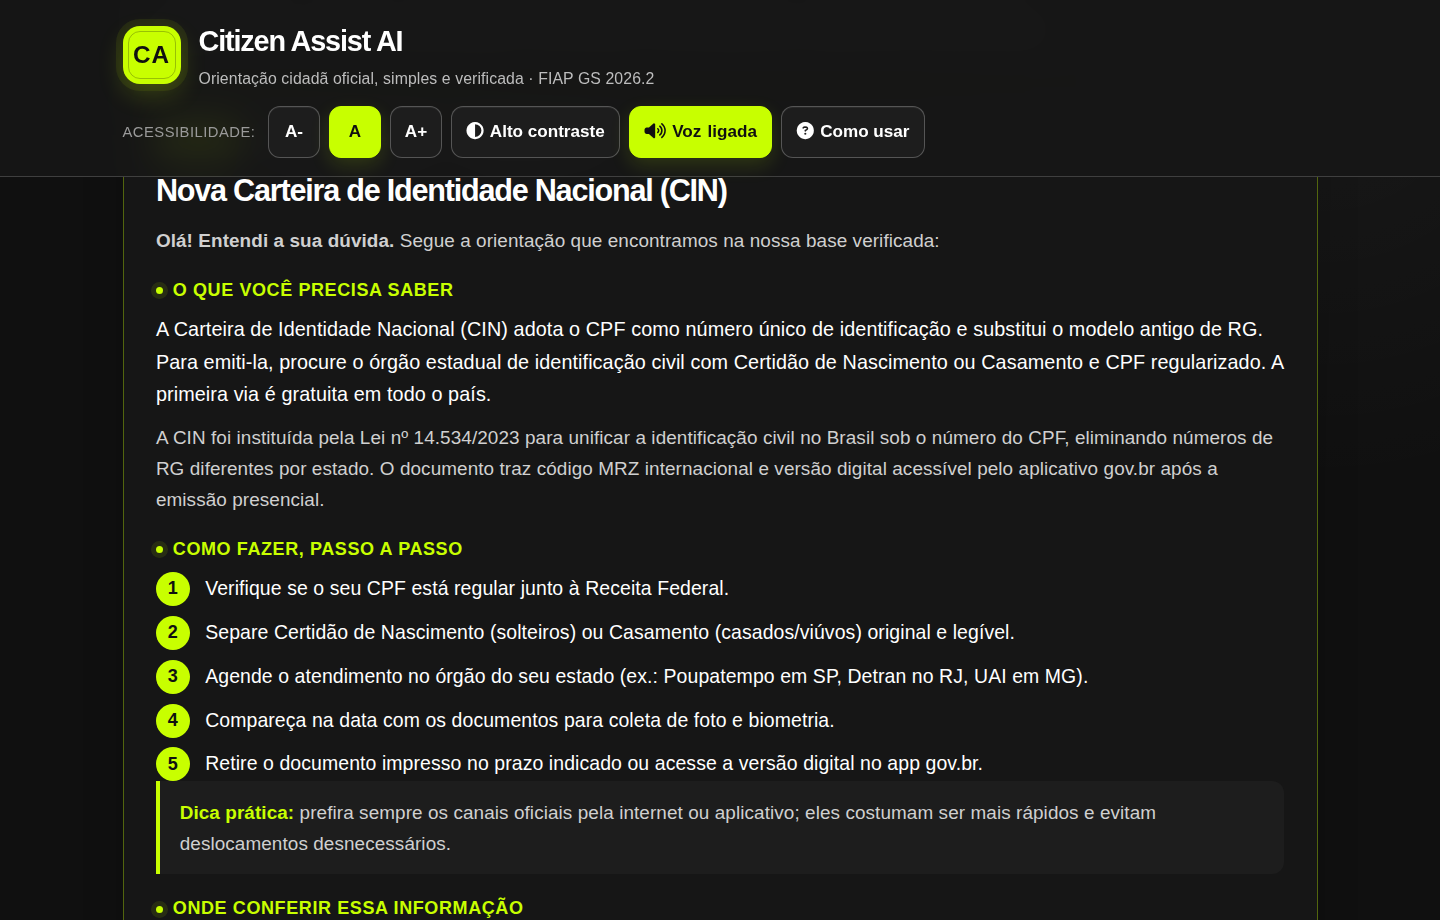 CA
Citizen Assist AI
Orientação cidadã oficial, simples e verificada · FIAP GS 2026.2
ACESSIBILIDADE: A- A A+ Alto contraste Voz ligada ? Como usar
Nova Carteira de Identidade Nacional (CIN)
Olá! Entendi a sua dúvida. Segue a orientação que encontramos na nossa base verificada:
O QUE VOCÊ PRECISA SABER
A Carteira de Identidade Nacional (CIN) adota o CPF como número único de identificação e substitui o modelo antigo de RG.
Para emiti-la, procure o órgão estadual de identificação civil com Certidão de Nascimento ou Casamento e CPF regularizado. A
primeira via é gratuita em todo o país.
A CIN foi instituída pela Lei nº 14.534/2023 para unificar a identificação civil no Brasil sob o número do CPF, eliminando números de
RG diferentes por estado. O documento traz código MRZ internacional e versão digital acessível pelo aplicativo gov.br após a
emissão presencial.
COMO FAZER, PASSO A PASSO
1 Verifique se o seu CPF está regular junto à Receita Federal.
2 Separe Certidão de Nascimento (solteiros) ou Casamento (casados/viúvos) original e legível.
3 Agende o atendimento no órgão do seu estado (ex.: Poupatempo em SP, Detran no RJ, UAI em MG).
4 Compareça na data com os documentos para coleta de foto e biometria.
5 Retire o documento impresso no prazo indicado ou acesse a versão digital no app gov.br.
Dica prática: prefira sempre os canais oficiais pela internet ou aplicativo; eles costumam ser mais rápidos e evitam
deslocamentos desnecessários.
ONDE CONFERIR ESSA INFORMAÇÃO